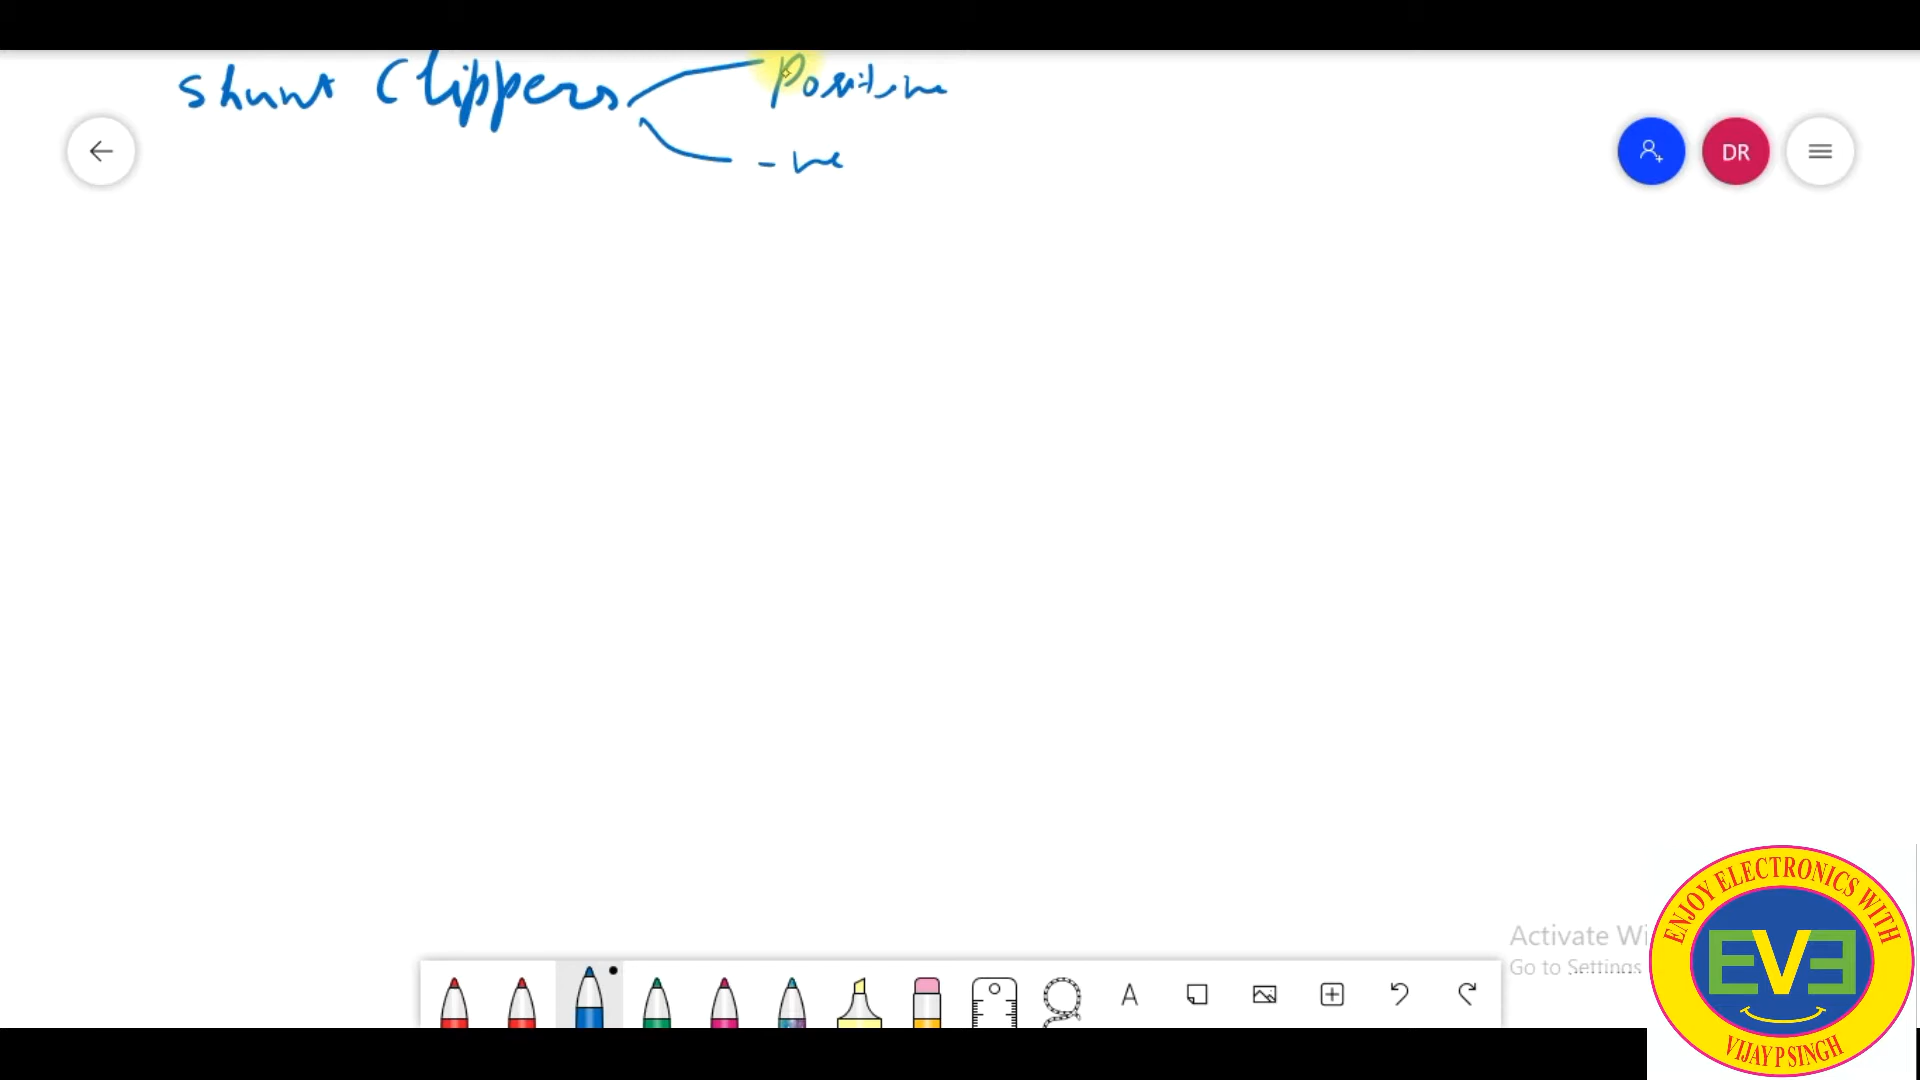 shunt Clippers Positive
-ve
DR
A
Activate Wi
Go to Settings
ENJOY ELECTRONICS WITH
EVE
VIJAY P SINGH